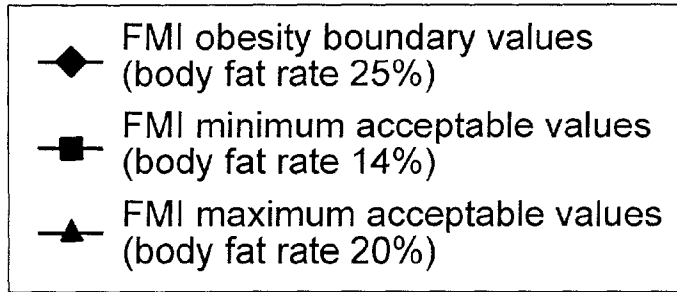 FMI obesity boundary values
(body fat rate 25%)
FMI minimum acceptable values
(body fat rate 14%)
FMI maximum acceptable values
(body fat rate 20%)